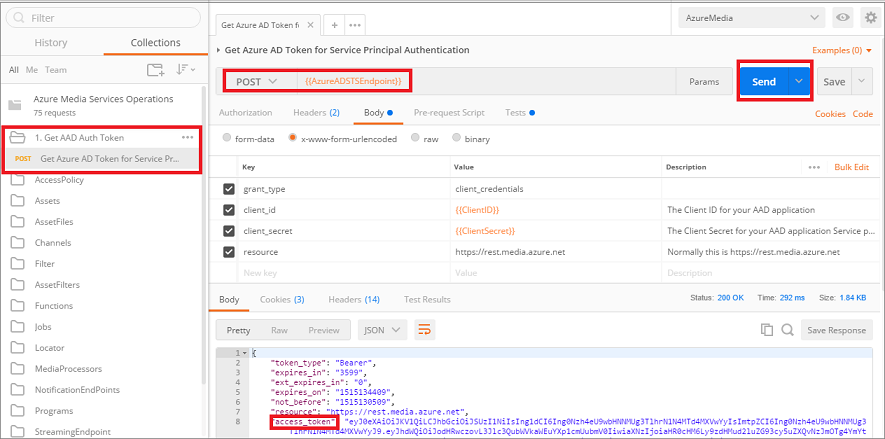 Filter
History Collections
All Me Team
Azure Media Services Operations
75 requests
1. Get AAD Auth Token
POST Get Azure AD Token for Service Pr...
AccessPolicy
Assets
AssetFiles
Channels
Filter
AssetFilters
Functions
Jobs
Locator
MediaProcessors
NotificationEndPoints
Programs
StreamingEndpoint
Get Azure AD Token for
AzureMedia
Get Azure AD Token for Service Principal Authentication
Examples (0)
POST {{AzureADSTSEndpoint}} Params Send Save
Authorization Headers (2) Body Pre-request Script Tests Cookies Code
form-data x-www-form-urlencoded raw binary
Key Value Description Bulk Edit
grant_type client_credentials
client_id {{ClientID}} The Client ID for your AAD application
client_secret {{ClientSecret}} The Client Secret for your AAD application Service p...
resource https://rest.media.azure.net Normally this is https://rest.media.azure.net
New key Value Description
Body Cookies (3) Headers (14) Test Results Status: 200 OK Time: 292 ms Size: 1.84 KB
Pretty Raw Preview JSON Save Response
1 {
2 "token_type": "Bearer",
3 "expires_in": "3599",
4 "ext_expires_in": "0",
5 "expires_on": "1515134409",
6 "not_before": "1515130509",
7 "resource": "https://rest.media.azure.net",
8 "access_token":